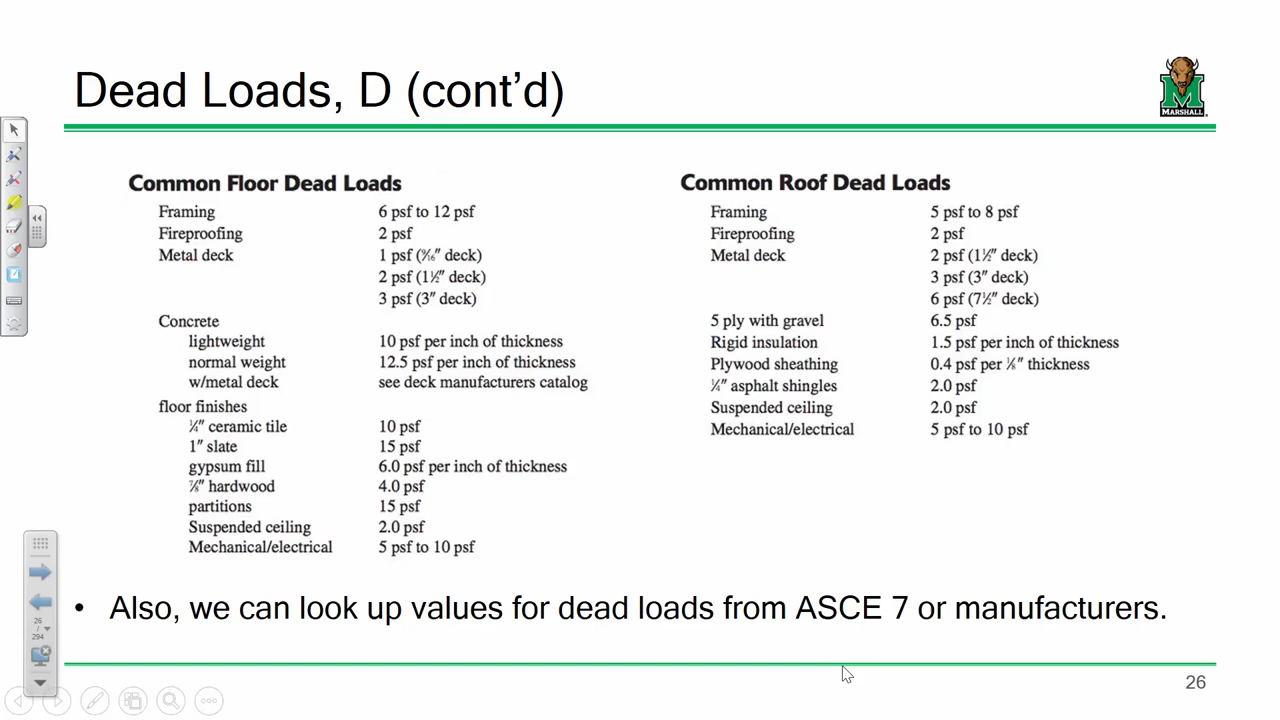 Dead Loads, D (cont’d)
MARSHALL
Common Floor Dead Loads
Framing 6 psf to 12 psf
Fireproofing 2 psf
Metal deck 1 psf (9⁄16″ deck)
2 psf (1½″ deck)
3 psf (3″ deck)
Concrete
lightweight 10 psf per inch of thickness
normal weight 12.5 psf per inch of thickness
w/metal deck see deck manufacturers catalog
floor finishes
¼″ ceramic tile 10 psf
1″ slate 15 psf
gypsum fill 6.0 psf per inch of thickness
⅞″ hardwood 4.0 psf
partitions 15 psf
Suspended ceiling 2.0 psf
Mechanical/electrical 5 psf to 10 psf
Common Roof Dead Loads
Framing 5 psf to 8 psf
Fireproofing 2 psf
Metal deck 2 psf (1½″ deck)
3 psf (3″ deck)
6 psf (7½″ deck)
5 ply with gravel 6.5 psf
Rigid insulation 1.5 psf per inch of thickness
Plywood sheathing 0.4 psf per ⅛″ thickness
¼″ asphalt shingles 2.0 psf
Suspended ceiling 2.0 psf
Mechanical/electrical 5 psf to 10 psf
• Also, we can look up values for dead loads from ASCE 7 or manufacturers.
26
/
294
26